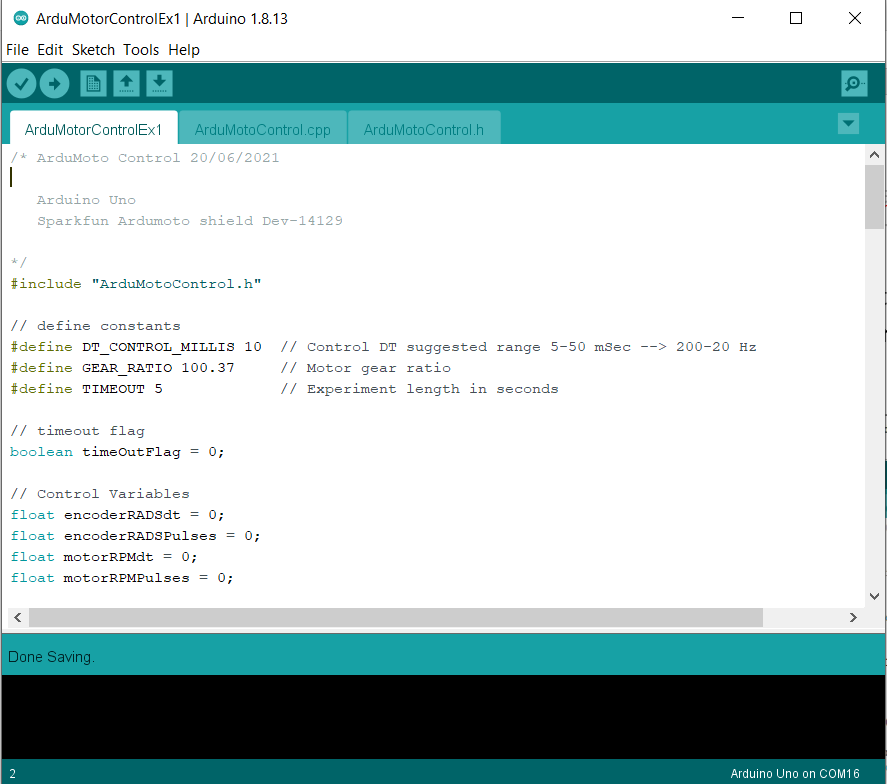 ArduMotorControlEx1 | Arduino 1.8.13
File Edit Sketch Tools Help
ArduMotorControlEx1 ArduMotoControl.cpp ArduMotoControl.h
/* ArduMoto Control 20/06/2021
Arduino Uno
Sparkfun Ardumoto shield Dev-14129
*/
#include "ArduMotoControl.h"
// define constants
#define DT_CONTROL_MILLIS 10 // Control DT suggested range 5-50 mSec --> 200-20 Hz
#define GEAR_RATIO 100.37 // Motor gear ratio
#define TIMEOUT 5 // Experiment length in seconds
// timeout flag
boolean timeOutFlag = 0;
// Control Variables
float encoderRADSdt = 0;
float encoderRADSPulses = 0;
float motorRPMdt = 0;
float motorRPMPulses = 0;
Done Saving.
2 Arduino Uno on COM16